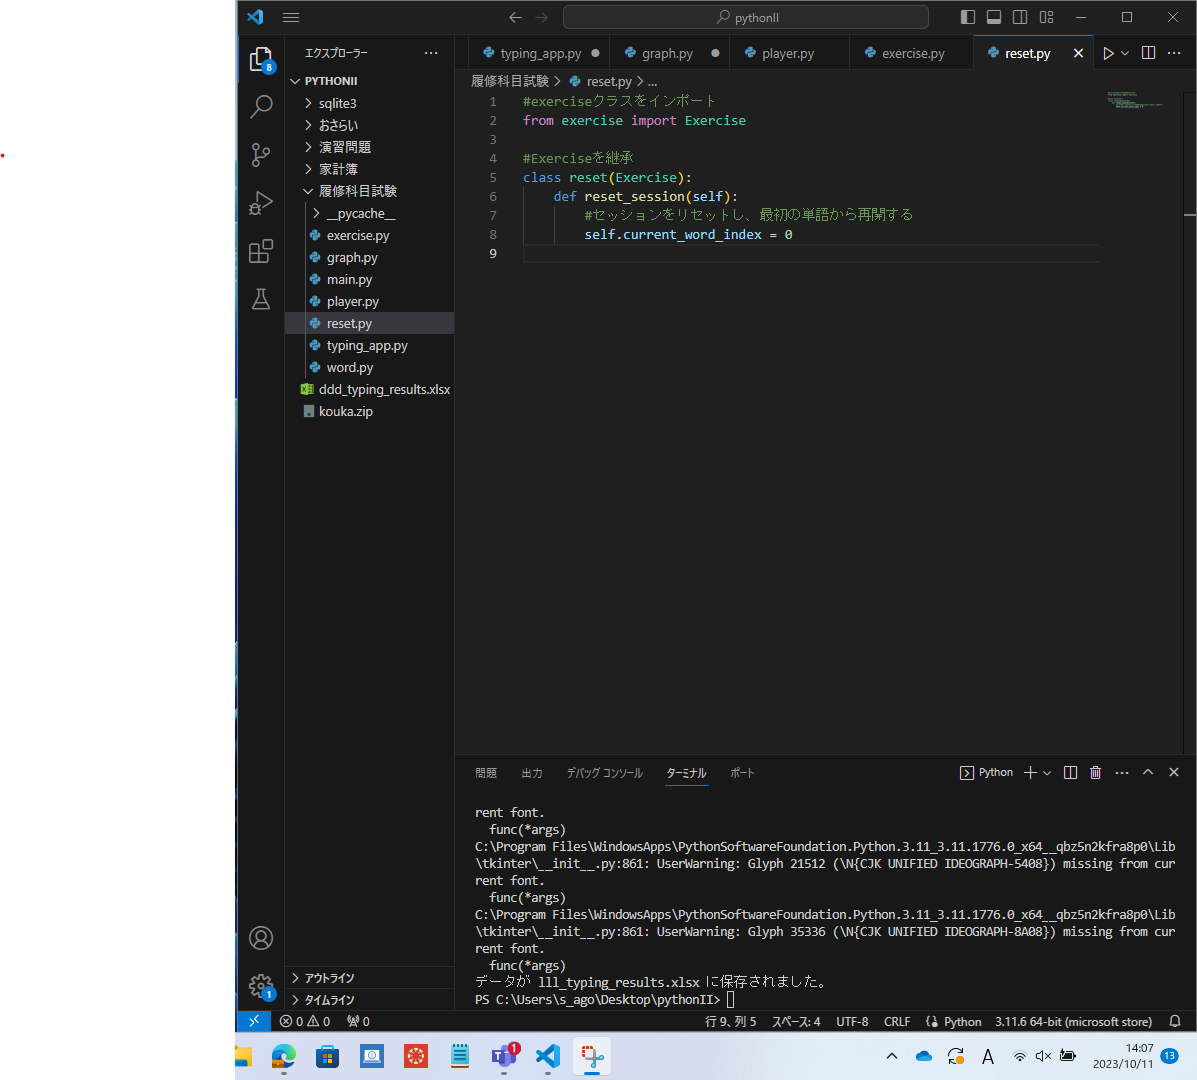 pythonII
エクスプローラー
typing_app.py
graph.py
player.py
exercise.py
reset.py
PYTHONII
sqlite3
おさらい
演習問題
家計簿
履修科目試験
__pycache__
exercise.py
graph.py
main.py
player.py
reset.py
typing_app.py
word.py
ddd_typing_results.xlsx
kouka.zip
アウトライン
タイムライン
履修科目試験 > reset.py > ...
1 #exerciseクラスをインポート
2 from exercise import Exercise
3
4 #Exerciseを継承
5 class reset(Exercise):
6 def reset_session(self):
7 #セッションをリセットし、最初の単語から再開する
8 self.current_word_index = 0
9
問題 出力 デバッグ コンソール ターミナル ポート
Python
rent font.
func(*args)
C:\Program Files\WindowsApps\PythonSoftwareFoundation.Python.3.11_3.11.1776.0_x64__qbz5n2kfra8p0\Lib
\tkinter\__init__.py:861: UserWarning: Glyph 21512 (\N{CJK UNIFIED IDEOGRAPH-5408}) missing from cur
rent font.
func(*args)
C:\Program Files\WindowsApps\PythonSoftwareFoundation.Python.3.11_3.11.1776.0_x64__qbz5n2kfra8p0\Lib
\tkinter\__init__.py:861: UserWarning: Glyph 35336 (\N{CJK UNIFIED IDEOGRAPH-8A08}) missing from cur
rent font.
func(*args)
データが lll_typing_results.xlsx に保存されました。
PS C:\Users\s_ago\Desktop\pythonII>
8
1
0 0 0
行 9、列 5 スペース: 4 UTF-8 CRLF Python 3.11.6 64-bit (microsoft store)
1
A
14:07
2023/10/11
13